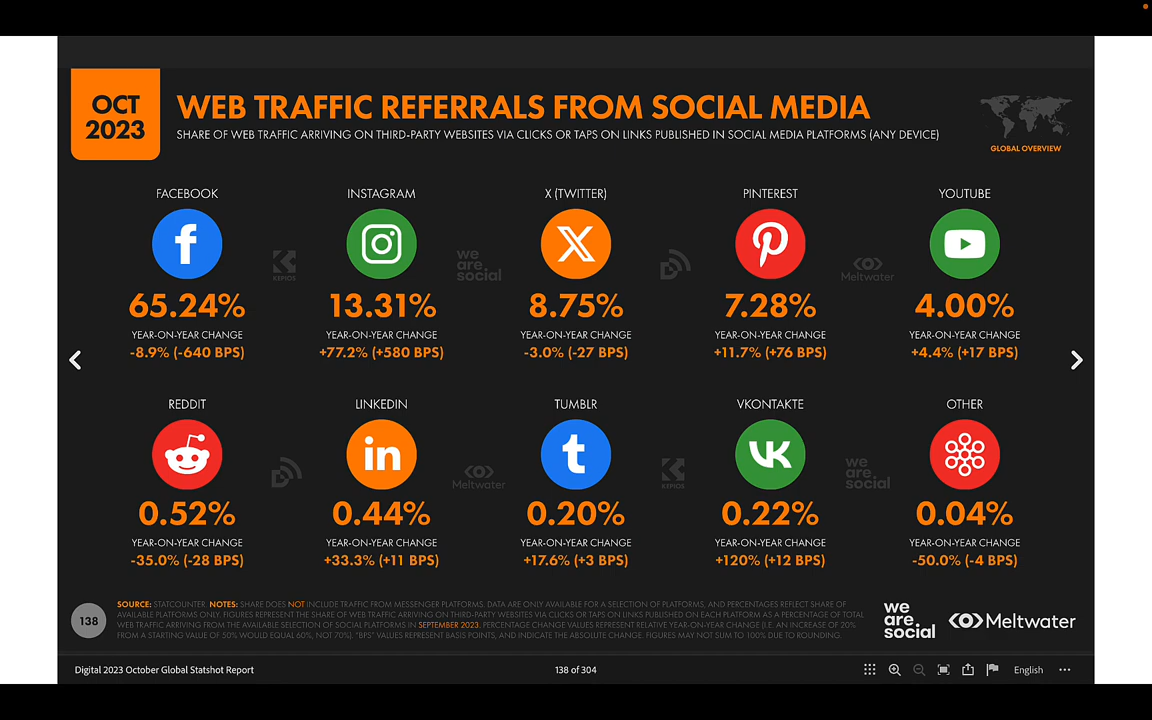 OCT
2023
WEB TRAFFIC REFERRALS FROM SOCIAL MEDIA
SHARE OF WEB TRAFFIC ARRIVING ON THIRD-PARTY WEBSITES VIA CLICKS OR TAPS ON LINKS PUBLISHED IN SOCIAL MEDIA PLATFORMS (ANY DEVICE)
GLOBAL OVERVIEW
FACEBOOK
INSTAGRAM
X (TWITTER)
PINTEREST
YOUTUBE
KEPIOS
we
are
social
Meltwater
65.24%
13.31%
8.75%
7.28%
4.00%
YEAR-ON-YEAR CHANGE
YEAR-ON-YEAR CHANGE
YEAR-ON-YEAR CHANGE
YEAR-ON-YEAR CHANGE
YEAR-ON-YEAR CHANGE
-8.9% (-640 BPS)
+77.2% (+580 BPS)
-3.0% (-27 BPS)
+11.7% (+76 BPS)
+4.4% (+17 BPS)
REDDIT
LINKEDIN
TUMBLR
VKONTAKTE
OTHER
in
t
Meltwater
KEPIOS
we
are
social
0.52%
0.44%
0.20%
0.22%
0.04%
YEAR-ON-YEAR CHANGE
YEAR-ON-YEAR CHANGE
YEAR-ON-YEAR CHANGE
YEAR-ON-YEAR CHANGE
YEAR-ON-YEAR CHANGE
-35.0% (-28 BPS)
+33.3% (+11 BPS)
+17.6% (+3 BPS)
+120% (+12 BPS)
-50.0% (-4 BPS)
138
SOURCE: STATCOUNTER. NOTES: SHARE DOES NOT INCLUDE TRAFFIC FROM MESSENGER PLATFORMS. DATA ARE ONLY AVAILABLE FOR A SELECTION OF PLATFORMS, AND PERCENTAGES REFLECT SHARE OF
AVAILABLE PLATFORMS ONLY. FIGURES REPRESENT THE SHARE OF WEB TRAFFIC ARRIVING ON THIRD-PARTY WEBSITES VIA CLICKS OR TAPS ON LINKS PUBLISHED ON EACH PLATFORM AS A PERCENTAGE OF TOTAL
WEB TRAFFIC ARRIVING FROM THE AVAILABLE SELECTION OF SOCIAL PLATFORMS IN SEPTEMBER 2023. PERCENTAGE CHANGE VALUES REPRESENT RELATIVE YEAR-ON-YEAR CHANGE (I.E. AN INCREASE OF 20%
FROM A STARTING VALUE OF 50% WOULD EQUAL 60%, NOT 70%). "BPS" VALUES REPRESENT BASIS POINTS, AND INDICATE THE ABSOLUTE CHANGE. FIGURES MAY NOT SUM TO 100% DUE TO ROUNDING.
we
are
social
Meltwater
Digital 2023 October Global Statshot Report
138 of 304
English